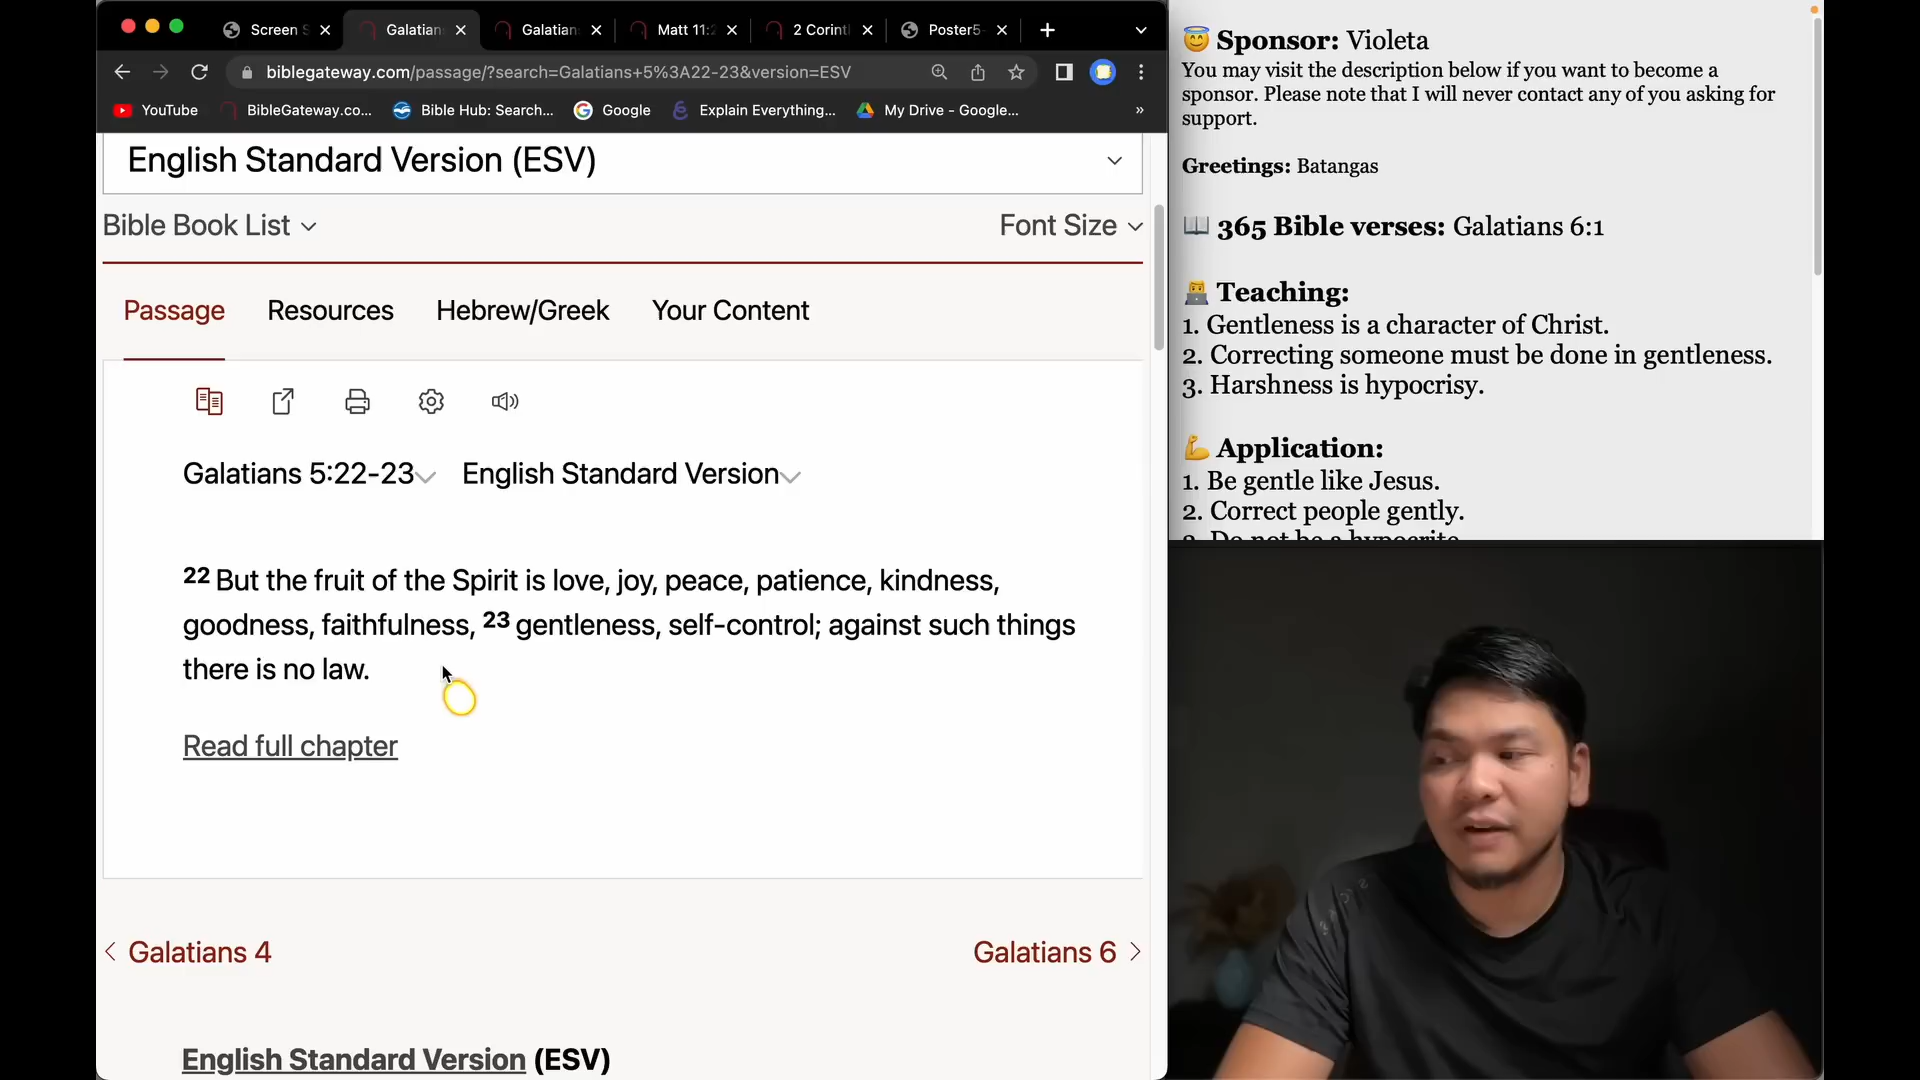 Screen S
Galatian
Galatian
Matt 11:2
2 Corint
Poster5-
biblegateway.com/passage/?search=Galatians+5%3A22-23&version=ESV
YouTube
BibleGateway.co...
Bible Hub: Search...
Google
Explain Everything...
My Drive - Google...
»
English Standard Version (ESV)
Bible Book List
Font Size
Passage
Resources
Hebrew/Greek
Your Content
Galatians 5:22-23
English Standard Version
22 But the fruit of the Spirit is love, joy, peace, patience, kindness,
goodness, faithfulness, 23 gentleness, self-control; against such things
there is no law.
Read full chapter
Galatians 4
Galatians 6
English Standard Version (ESV)
Sponsor: Violeta
You may visit the description below if you want to become a
sponsor. Please note that I will never contact any of you asking for
support.
Greetings: Batangas
365 Bible verses: Galatians 6:1
Teaching:
1. Gentleness is a character of Christ.
2. Correcting someone must be done in gentleness.
3. Harshness is hypocrisy.
Application:
1. Be gentle like Jesus.
2. Correct people gently.
3. Do not be a hypocrite